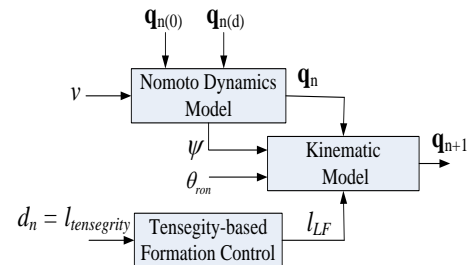 q_n(0) q_n(d)
v
Nomoto Dynamics
Model
q_n
ψ
θ_ron
Kinematic
Model
q_n+1
d_n = l_tensegrity
Tensegity-based
Formation Control
l_LF